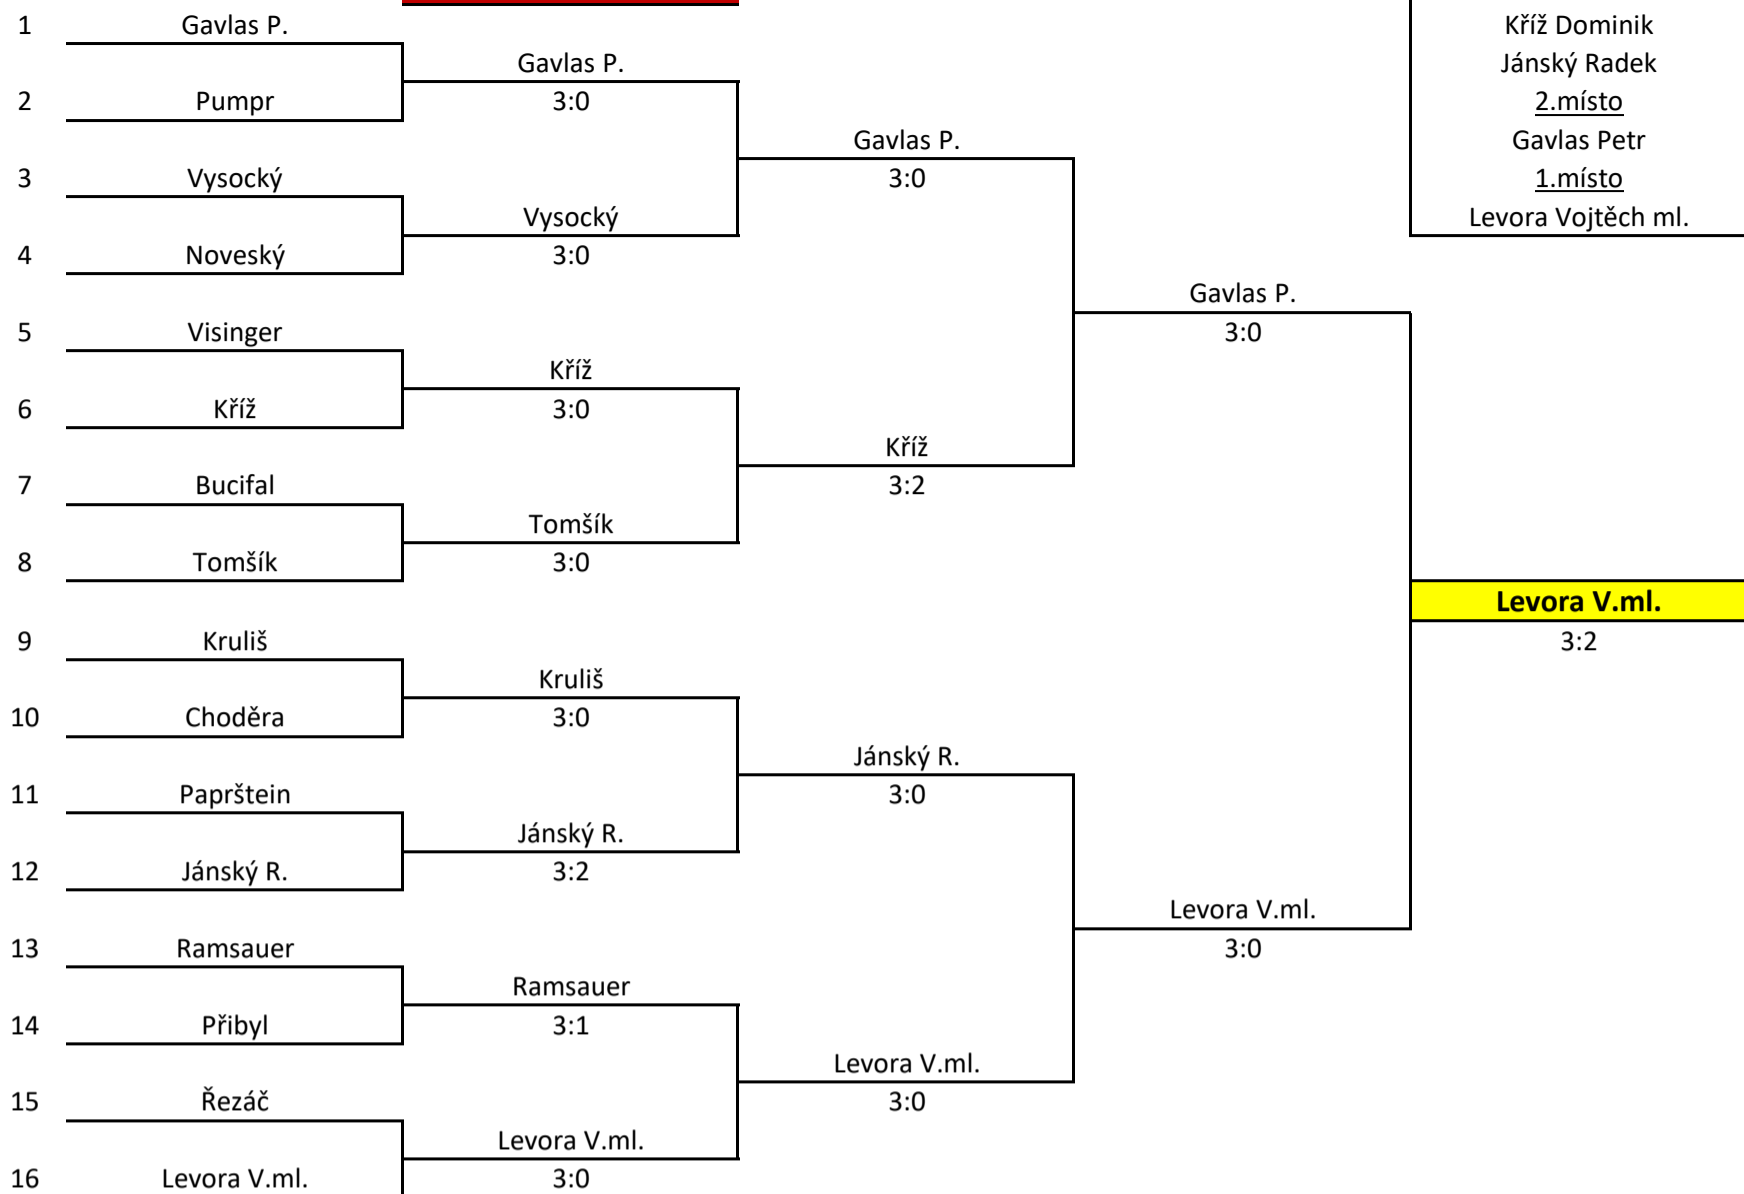 1 Gavlas P. Kříž Dominik
Gavlas P. Jánský Radek
2 Pumpr 3:0 2.místo
Gavlas P. Gavlas Petr
3 Vysocký 3:0 1.místo
Vysocký Levora Vojtěch ml.
4 Noveský 3:0
Gavlas P.
5 Visinger 3:0
Kříž
6 Kříž 3:0
Kříž
7 Bucifal 3:2
Tomšík
8 Tomšík 3:0
Levora V.ml.
9 Kruliš 3:2
Kruliš
10 Choděra 3:0
Jánský R.
11 Paprštein 3:0
Jánský R.
12 Jánský R. 3:2
Levora V.ml.
13 Ramsauer 3:0
Ramsauer
14 Přibyl 3:1
Levora V.ml.
15 Řezáč 3:0
Levora V.ml.
16 Levora V.ml. 3:0